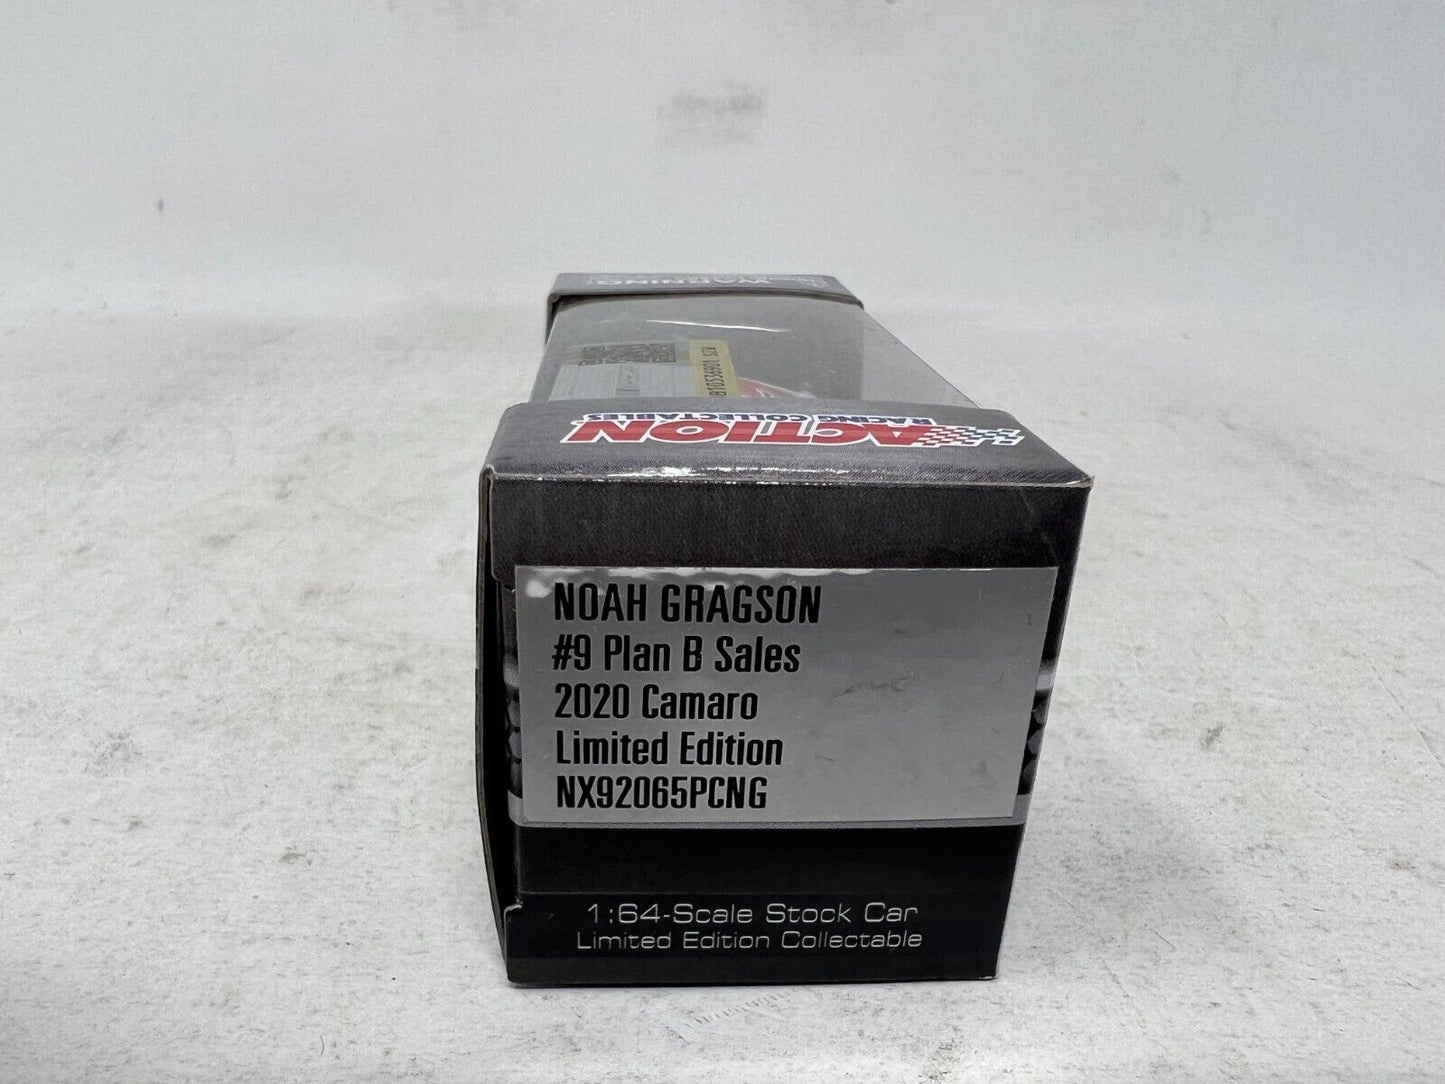 WARNING:
ACTION
RACING COLLECTABLES
NOAH GRAGSON
#9 Plan B Sales
2020 Camaro
Limited Edition
NX92065PCNG
1:64-Scale Stock Car
Limited Edition Collectable